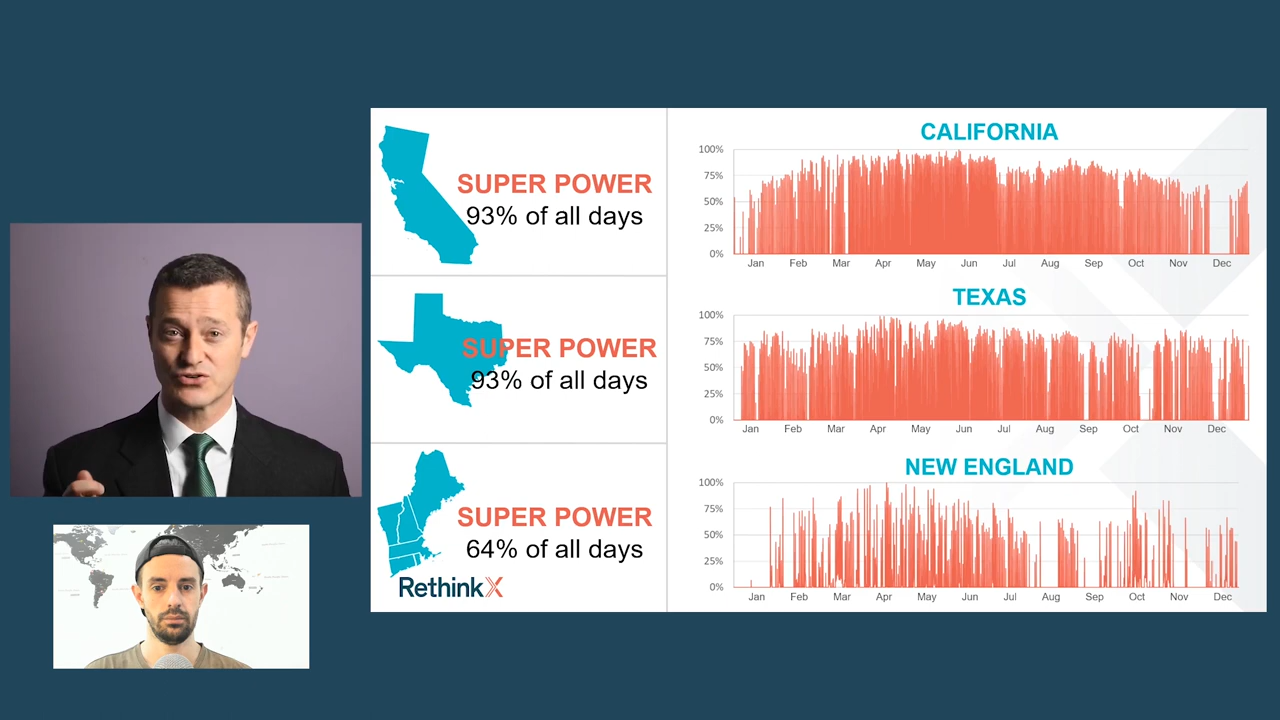 SUPER POWER
93% of all days
SUPER POWER
93% of all days
SUPER POWER
64% of all days
RethinkX
CALIFORNIA
100%
75%
50%
25%
0%
Jan Feb Mar Apr May Jun Jul Aug Sep Oct Nov Dec
TEXAS
100%
75%
50%
25%
0%
Jan Feb Mar Apr May Jun Jul Aug Sep Oct Nov Dec
NEW ENGLAND
100%
75%
50%
25%
0%
Jan Feb Mar Apr May Jun Jul Aug Sep Oct Nov Dec